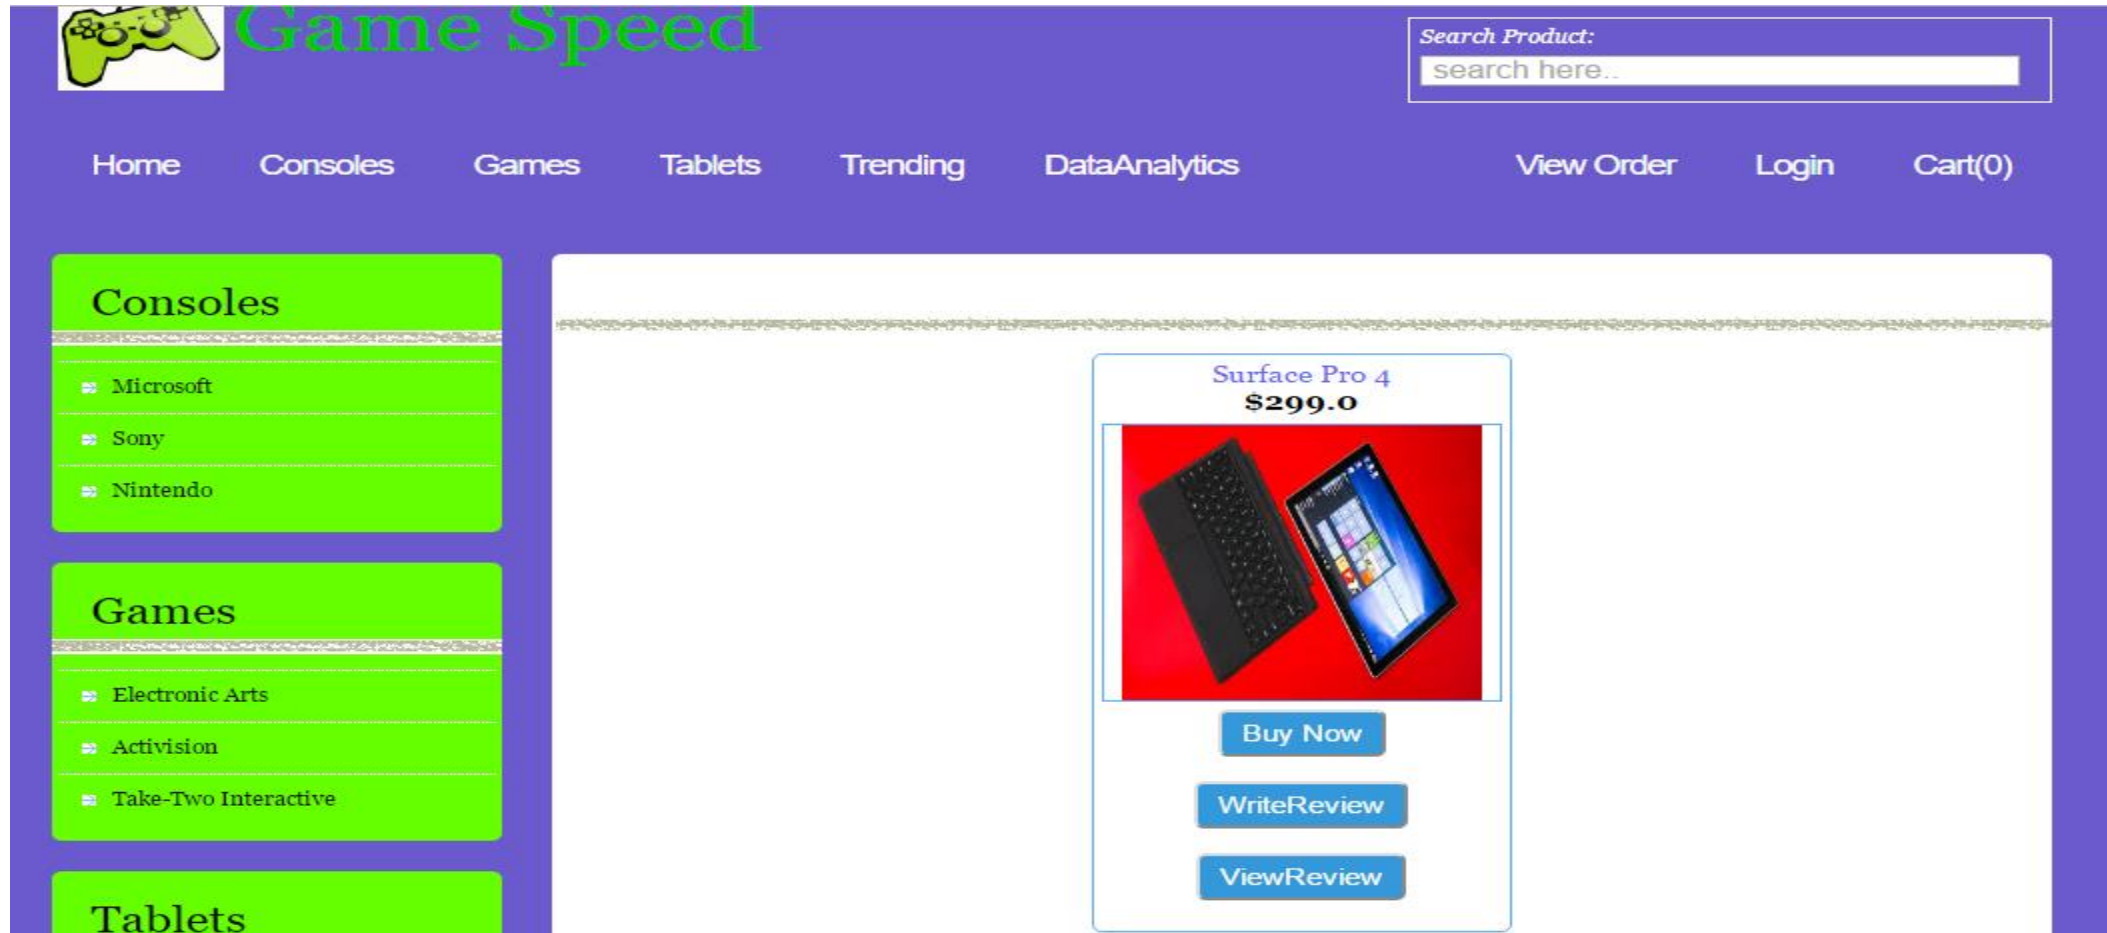 Game Speed
Search Product:
search here..
Home Consoles Games Tablets Trending DataAnalytics View Order Login Cart(0)
Consoles
Microsoft
Sony
Nintendo
Games
Electronic Arts
Activision
Take-Two Interactive
Tablets
Surface Pro 4
$299.0
Buy Now
WriteReview
ViewReview